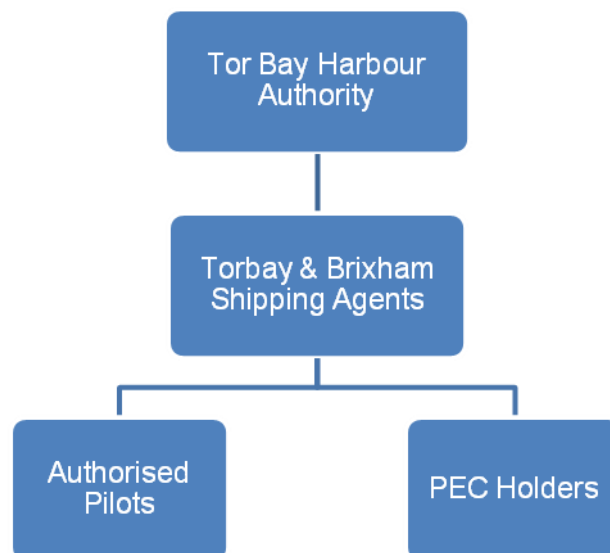 Tor Bay Harbour
Authority
Torbay & Brixham
Shipping Agents
Authorised
Pilots
PEC Holders